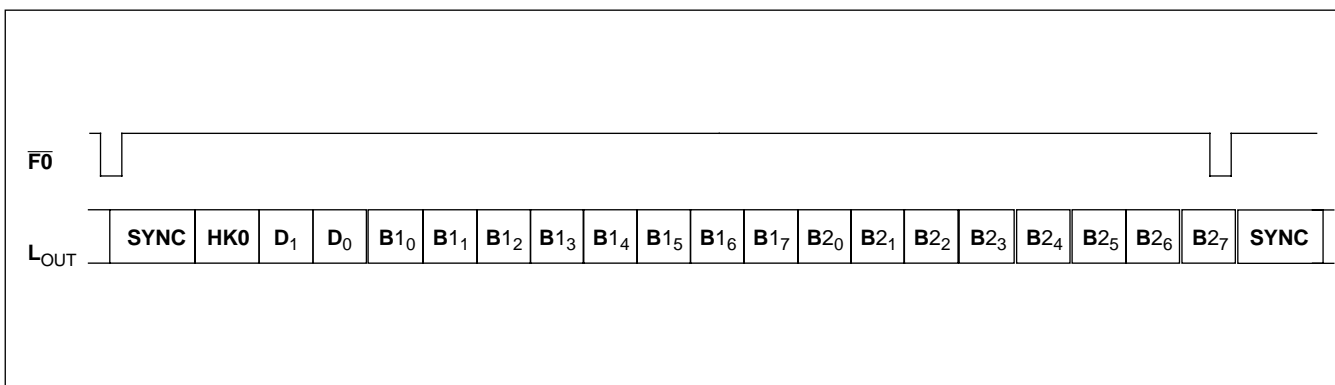 F0
L_OUT SYNC HK0 D₁ D₀ B1₀ B1₁ B1₂ B1₃ B1₄ B1₅ B1₆ B1₇ B2₀ B2₁ B2₂ B2₃ B2₄ B2₅ B2₆ B2₇ SYNC